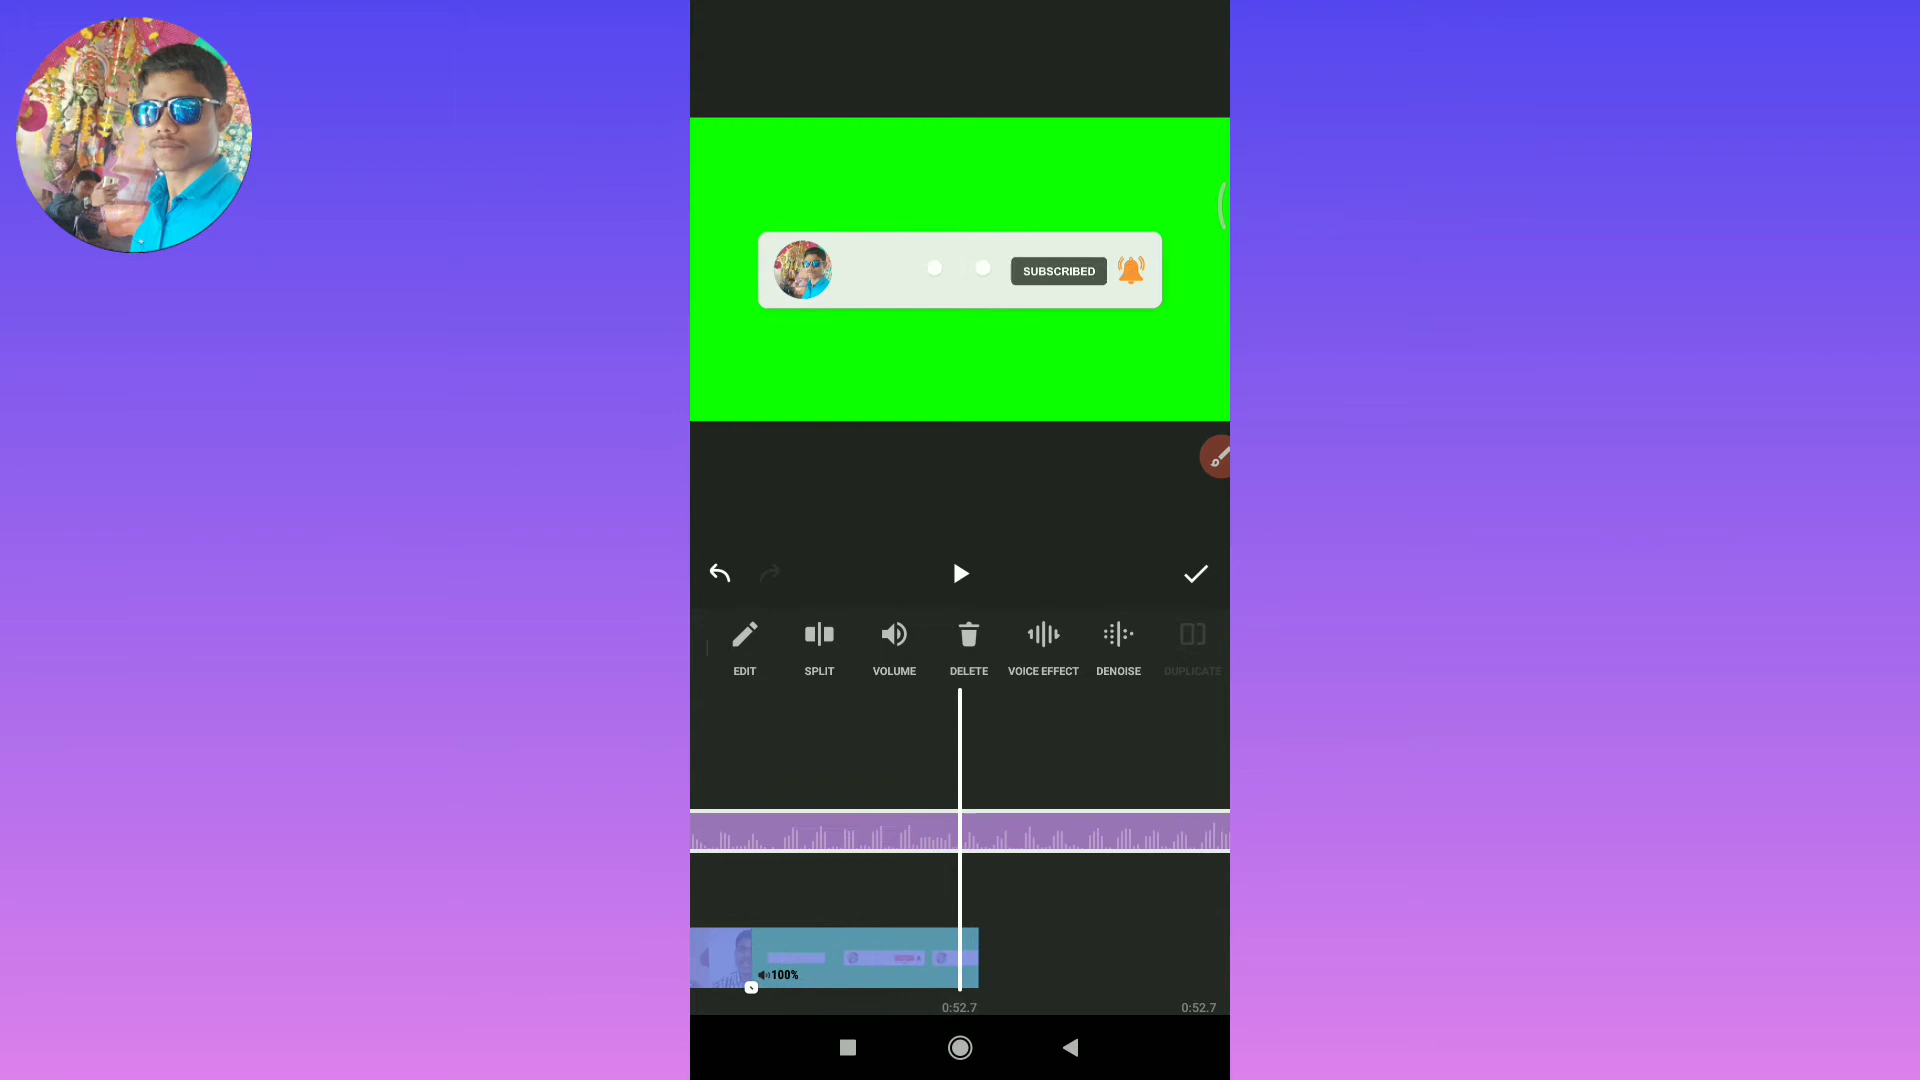 SUBSCRIBED
EDIT SPLIT VOLUME DELETE VOICE EFFECT DENOISE DUPLICATE
100%
0:52.7 0:52.7